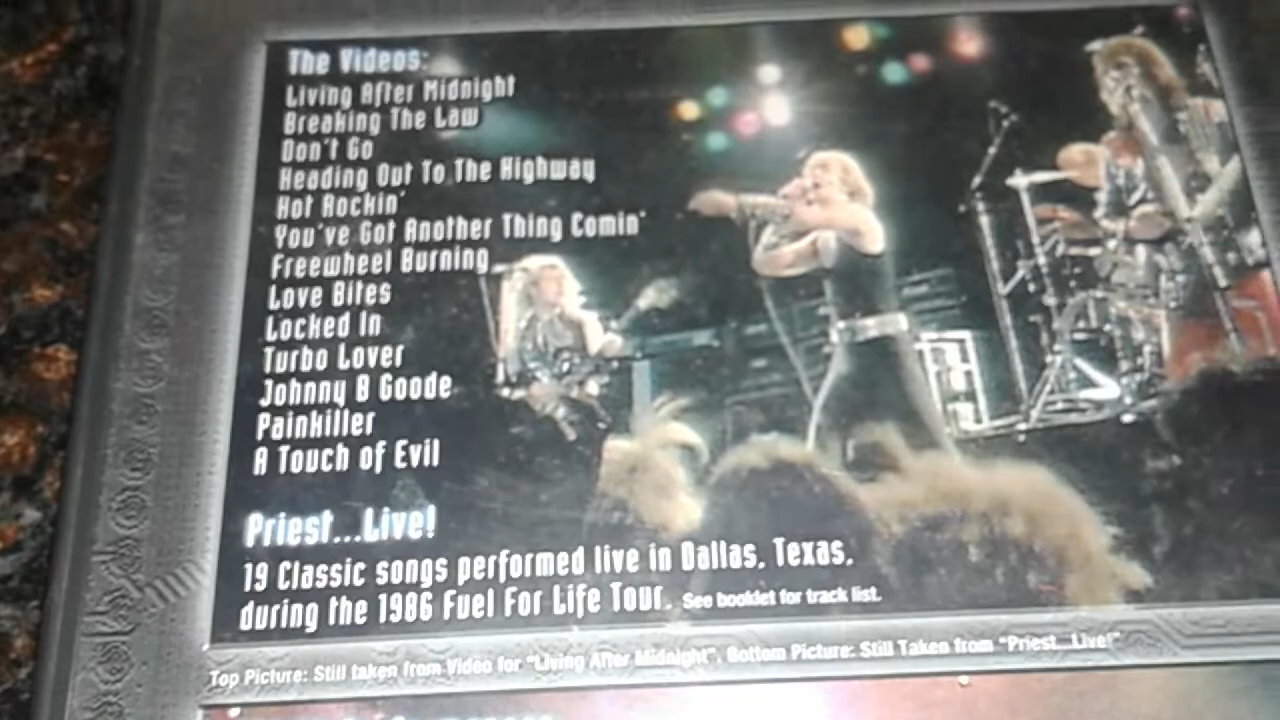 The Videos:
Living After Midnight
Breaking The Law
Don't Go
Heading Out To The Highway
Hot Rockin'
You've Got Another Thing Comin'
Freewheel Burning
Love Bites
Locked In
Turbo Lover
Johnny B Goode
Painkiller
A Touch of Evil
Priest...Live!
19 Classic songs performed live in Dallas, Texas,
during the 1986 Fuel For Life Tour. See booklet for track list.
Top Picture: Still taken from Video for "Living After Midnight". Bottom Picture: Still Taken from "Priest...Live!"